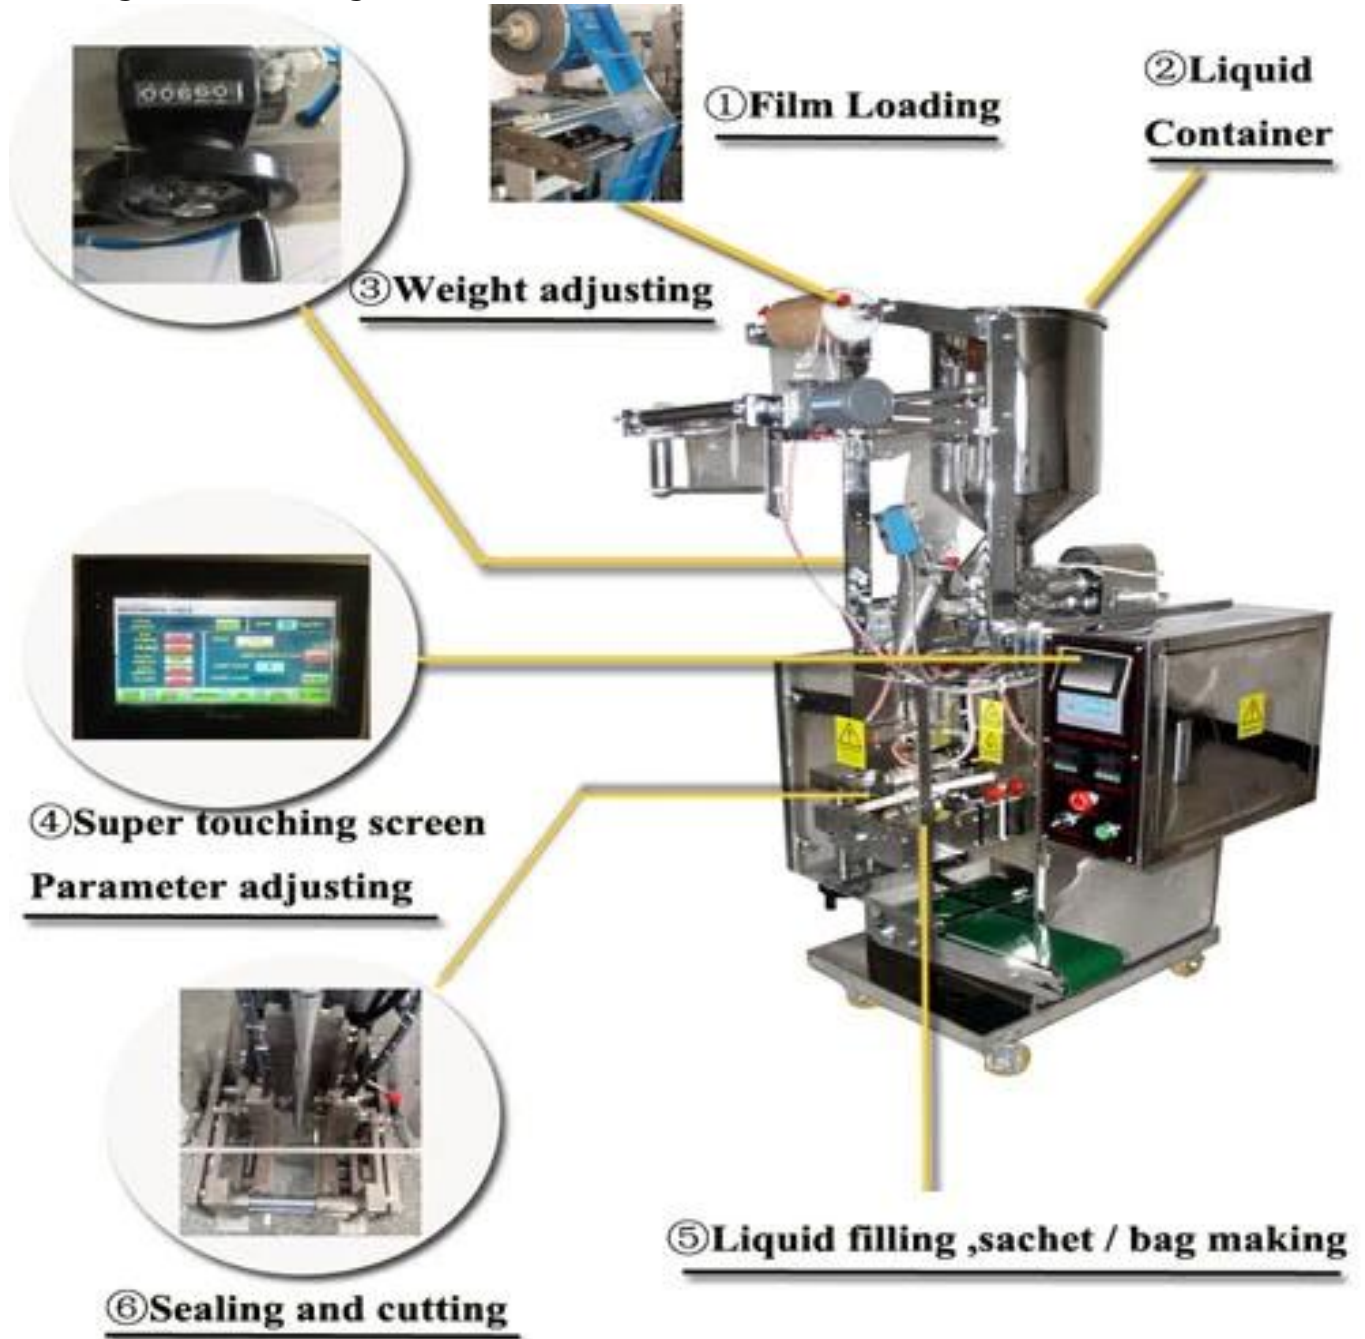 ①Film Loading
②Liquid
Container
00660
③Weight adjusting
④Super touching screen
Parameter adjusting
⑤Liquid filling ,sachet / bag making
⑥Sealing and cutting